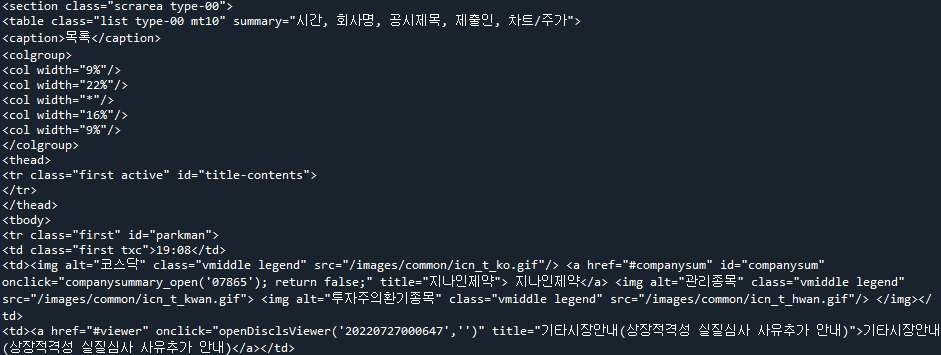 <section class="scrarea type-00">
<table class="list type-00 mt10" summary="시간, 회사명, 공시제목, 제출인, 차트/주가">
<caption>목록</caption>
<colgroup>
<col width="9%"/>
<col width="22%"/>
<col width="*"/>
<col width="16%"/>
<col width="9%"/>
</colgroup>
<thead>
<tr class="first active" id="title-contents">
</tr>
</thead>
<tbody>
<tr class="first" id="parkman">
<td class="first txc">19:08</td>
<td><img alt="코스닥" class="vmiddle legend" src="/images/common/icn_t_ko.gif"/> <a href="#companysum" id="companysum"
onclick="companysummary_open('07865'); return false;" title="지나인제약"> 지나인제약</a> <img alt="관리종목" class="vmiddle legend"
src="/images/common/icn_t_kwan.gif"> <img alt="투자주의환기종목" class="vmiddle legend" src="/images/common/icn_t_hwan.gif"/> </img></
td>
<td><a href="#viewer" onclick="openDisclsViewer('20220727000647','')" title="기타시장안내(상장적격성 실질심사 사유추가 안내)">기타시장안내
(상장적격성 실질심사 사유추가 안내)</a></td>